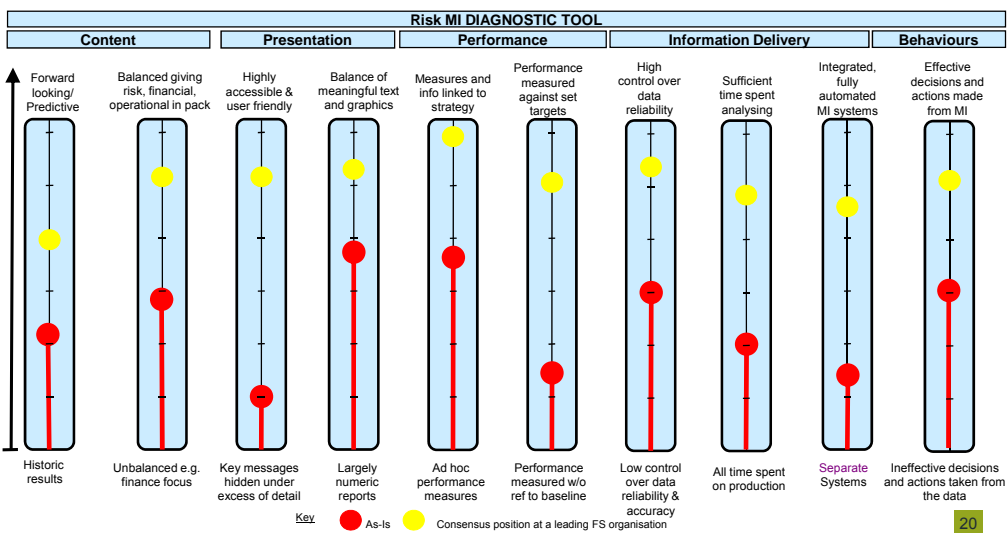 Risk MI DIAGNOSTIC TOOL
Content
Presentation
Performance
Information Delivery
Behaviours
Forward
looking/
Predictive
Balanced giving
risk, financial,
operational in pack
Highly
accessible &
user friendly
Balance of
meaningful text
and graphics
Measures and
info linked to
strategy
Performance
measured
against set
targets
High
control over
data
reliability
Sufficient
time spent
analysing
Integrated,
fully
automated
MI systems
Effective
decisions and
actions made
from MI
Historic
results
Unbalanced e.g.
finance focus
Key messages
hidden under
excess of detail
Largely
numeric
reports
Ad hoc
performance
measures
Performance
measured w/o
ref to baseline
Low control
over data
reliability &
accuracy
All time spent
on production
Separate
Systems
Ineffective decisions
and actions taken from
the data
Key
As-Is
Consensus position at a leading FS organisation
20